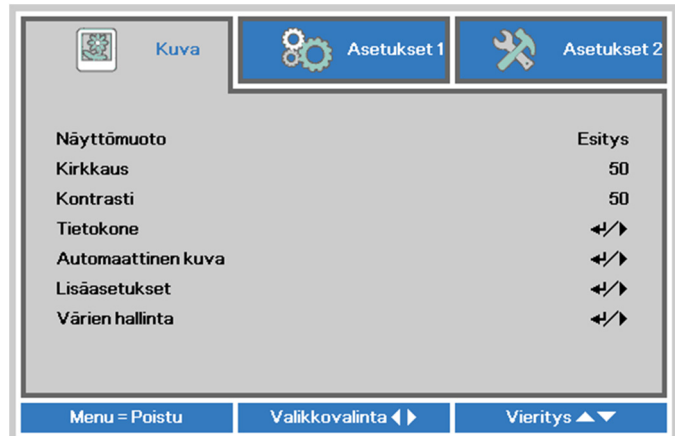 Kuva
Asetukset 1
Asetukset 2
Näyttömuoto Esitys
Kirkkaus 50
Kontrasti 50
Tietokone ↵/▶
Automaattinen kuva ↵/▶
Lisäasetukset ↵/▶
Värien hallinta ↵/▶
Menu = Poistu
Valikkovalinta ◀▶
Vieritys ▲▼